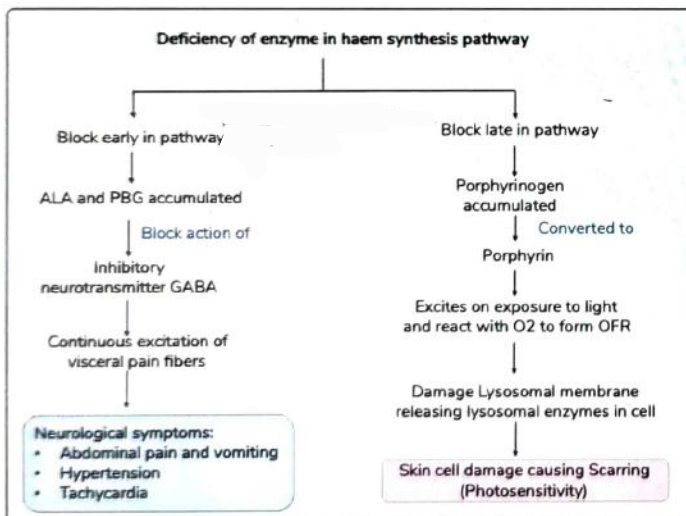 Deficiency of enzyme in haem synthesis pathway
Block early in pathway
ALA and PBG accumulated
Block action of
Inhibitory
neurotransmitter GABA
Continuous excitation of
visceral pain fibers
Neurological symptoms:
• Abdominal pain and vomiting
• Hypertension
• Tachycardia
Block late in pathway
Porphyrinogen
accumulated
Converted to
Porphyrin
Excites on exposure to light
and react with O2 to form OFR
Damage Lysosomal membrane
releasing lysosomal enzymes in cell
Skin cell damage causing Scarring
(Photosensitivity)